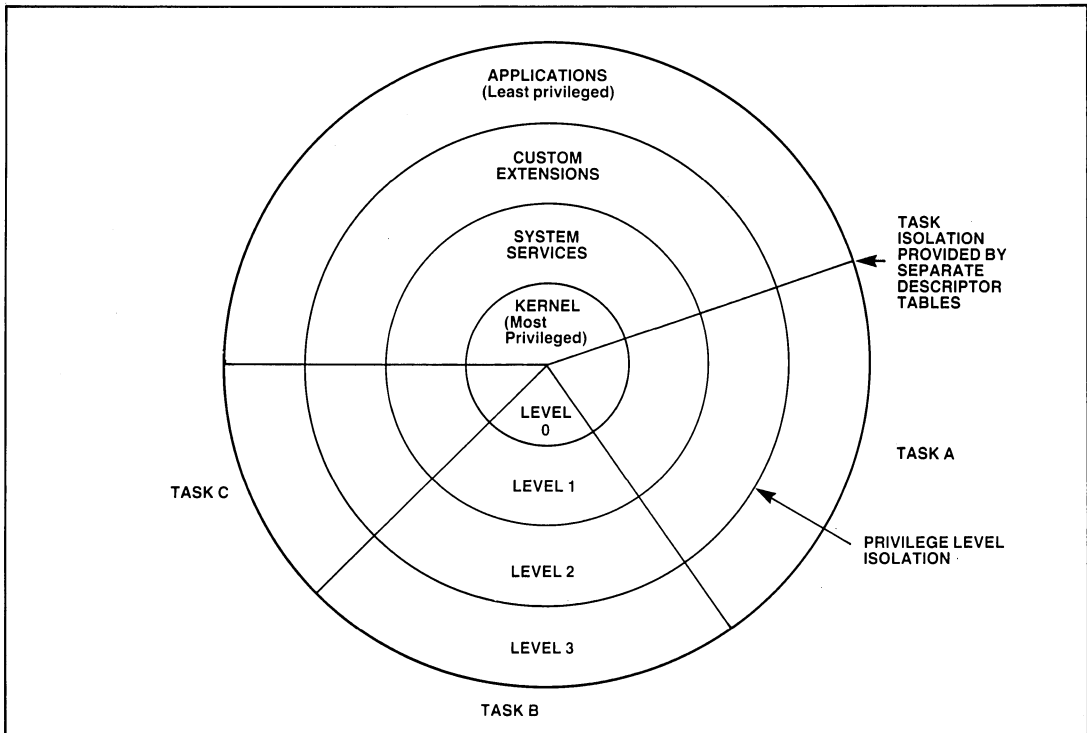 APPLICATIONS
(Least privileged)
CUSTOM
EXTENSIONS
SYSTEM
SERVICES
KERNEL
(Most
Privileged)
LEVEL
0
LEVEL 1
LEVEL 2
LEVEL 3
TASK
ISOLATION
PROVIDED BY
SEPARATE
DESCRIPTOR
TABLES
TASK A
PRIVILEGE LEVEL
ISOLATION
TASK C
TASK B